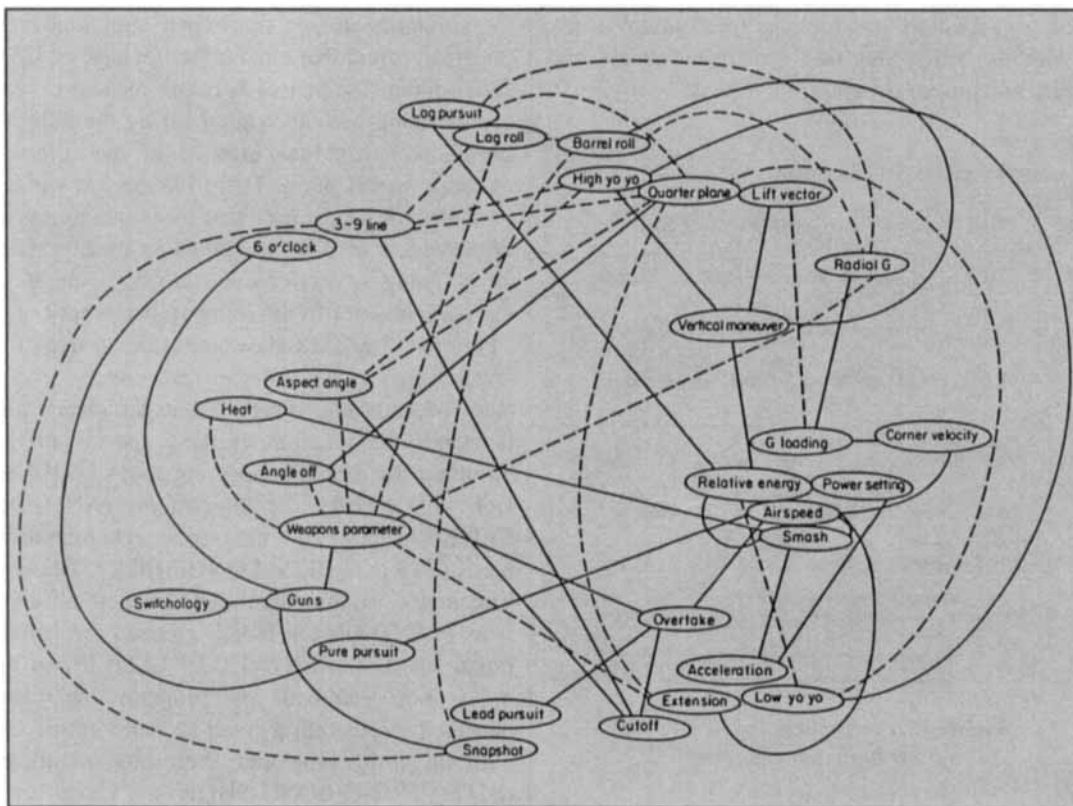 Lag pursuit
Lag roll
Barrel roll
High yo yo
Quarter plane
Lift vector
3-9 line
6 o'clock
Radial G
Vertical maneuver
Aspect angle
Heat
G loading
Corner velocity
Angle off
Relative energy
Power setting
Airspeed
Weapons parameter
Smash
Switchology
Guns
Overtake
Pure pursuit
Acceleration
Extension
Low yo yo
Lead pursuit
Cutoff
Snapshot